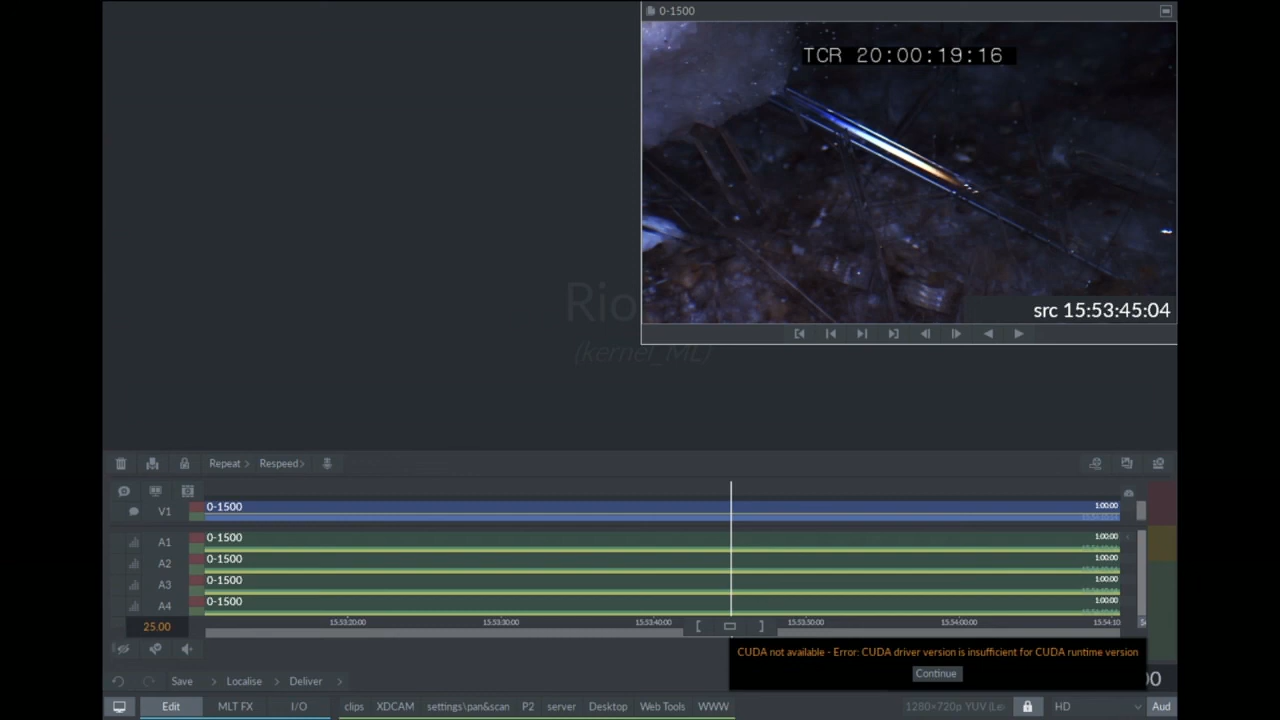 0-1500
TCR 20:00:19:16
src 15:53:45:04
Rio
(kernel_ML)
Repeat > Respeed>
V1 0-1500 1:00:00
A1 0-1500 1:00:00
A2 0-1500 1:00:00
A3 0-1500 1:00:00
A4 0-1500 1:00:00
25.00 15:53:20:00 15:53:30:00 15:53:40:00 [ ] 15:53:50:00 15:54:00:00 15:54:10
CUDA not available - Error: CUDA driver version is insufficient for CUDA runtime version
Continue
Save > Localise > Deliver >
Edit MLT FX I/O clips XDCAM settings\pan&scan P2 server Desktop Web Tools WWW 1280×720p YUV HD Aud